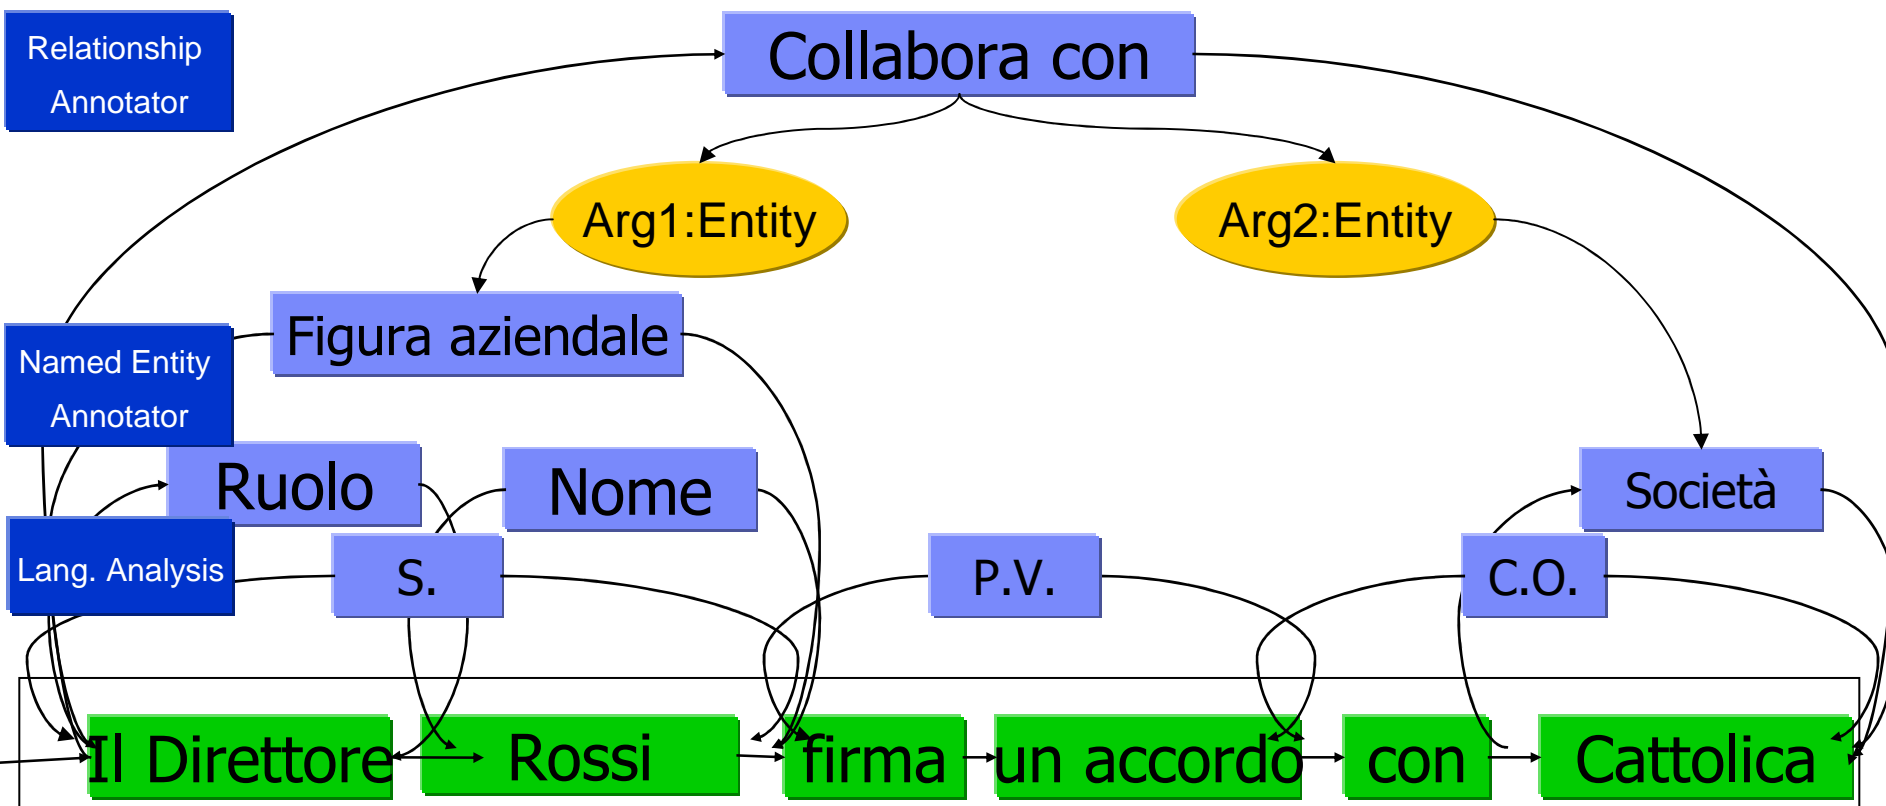 Relationship
Annotator
Collabora con
Arg1:Entity
Arg2:Entity
Figura aziendale
Named Entity
Annotator
Ruolo
Nome
Società
Lang. Analysis
S.
P.V.
C.O.
Il Direttore
Rossi
firma
un accordo
con
Cattolica